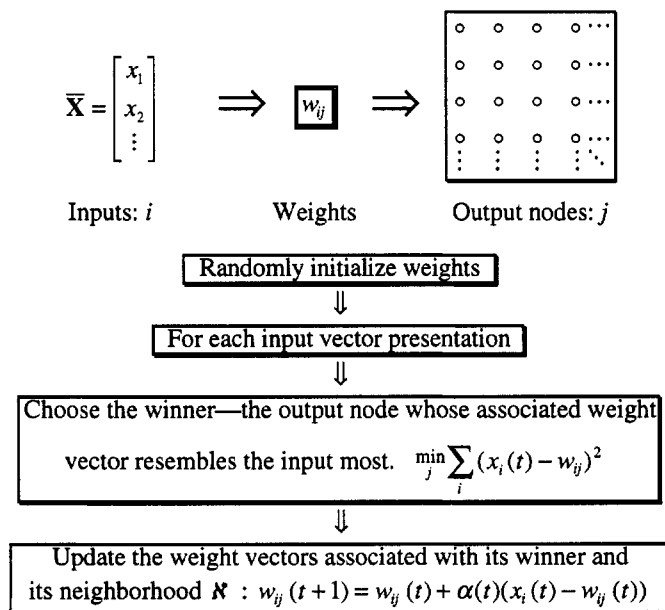 X̅ = [x₁ x₂ ⋮] ⇒ w_ij ⇒
Inputs: i Weights Output nodes: j
Randomly initialize weights
⇓
For each input vector presentation
⇓
Choose the winner—the output node whose associated weight
vector resembles the input most. min_j ∑_i (x_i(t) − w_ij)²
⇓
Update the weight vectors associated with its winner and
its neighborhood ℵ : w_ij (t+1) = w_ij (t) + α(t)(x_i(t) − w_ij (t))